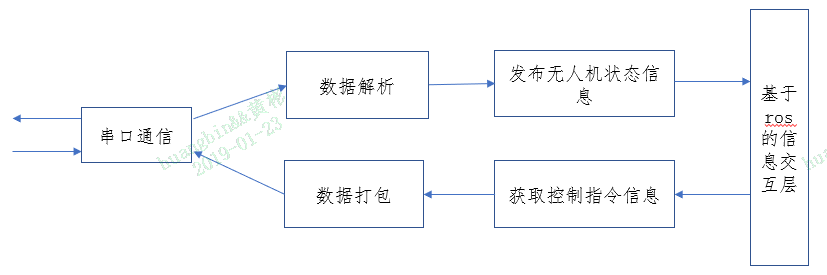 数据解析
发布无人机状态信
息
串口通信
基于
ros
的信
息交
互层
数据打包
获取控制指令信息
2019-01-23
hua